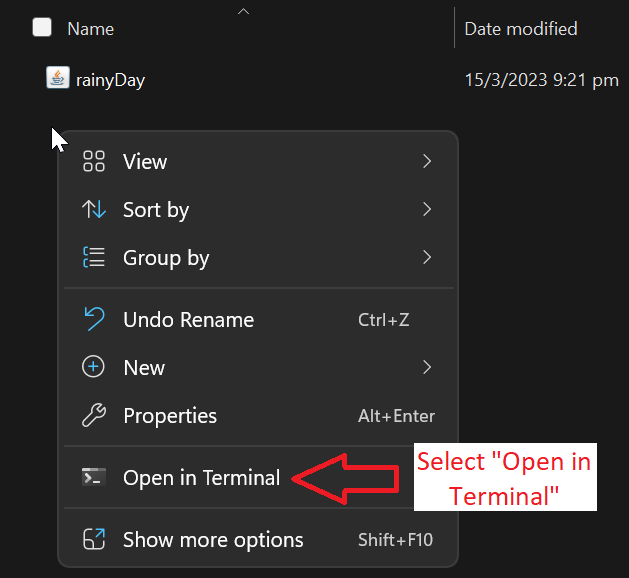 Name
Date modified
rainyDay
15/3/2023 9:21 pm
View
Sort by
Group by
Undo Rename
Ctrl+Z
New
Properties
Alt+Enter
Open in Terminal
Select "Open in
Terminal"
Show more options
Shift+F10